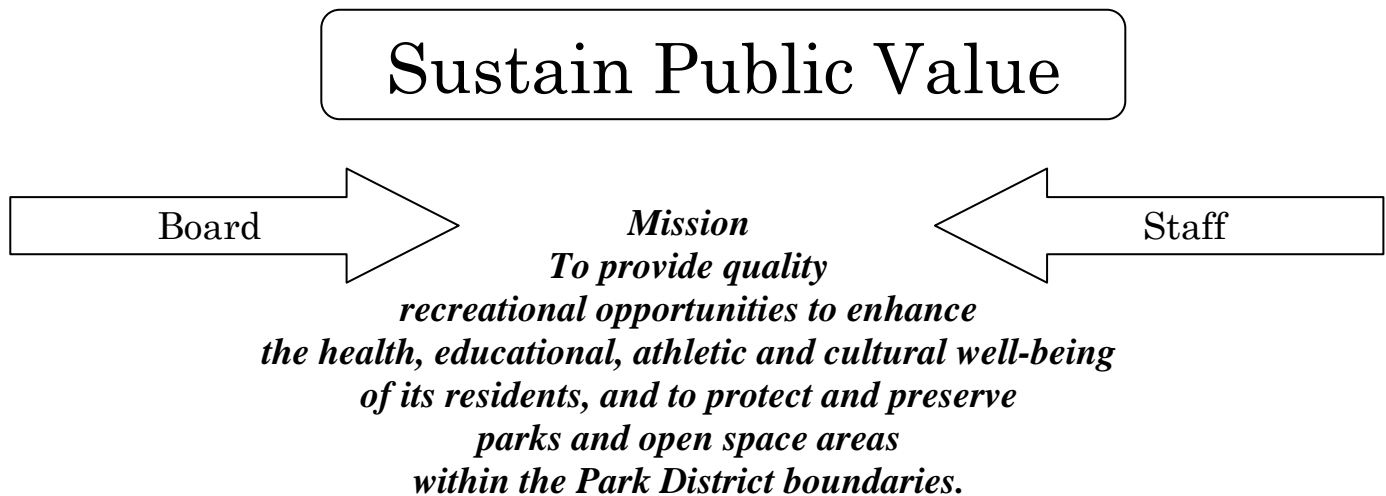 Sustain Public Value
Board
Staff
Mission
To provide quality
recreational opportunities to enhance
the health, educational, athletic and cultural well-being
of its residents, and to protect and preserve
parks and open space areas
within the Park District boundaries.